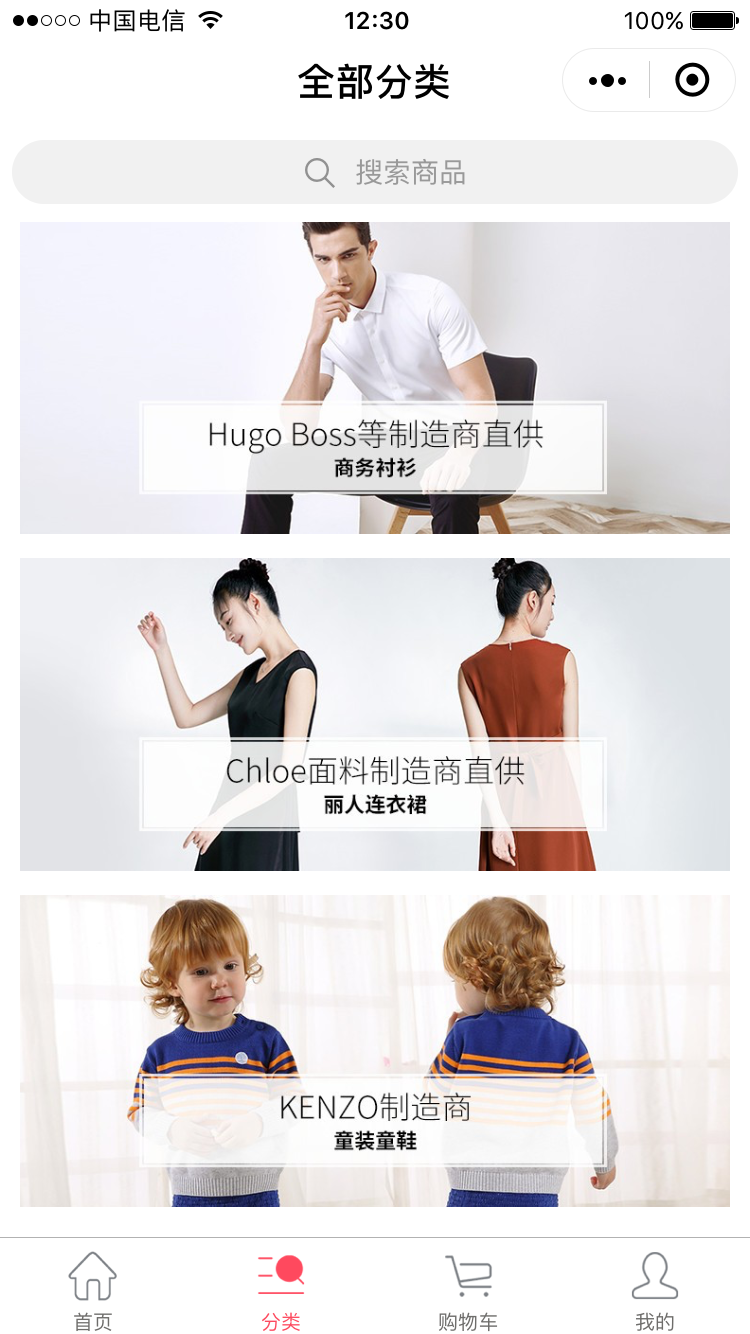 中国电信 12:30 100%
全部分类
搜索商品
Hugo Boss等制造商直供
商务衬衫
Chloe面料制造商直供
丽人连衣裙
KENZO制造商
童装童鞋
首页 分类 购物车 我的